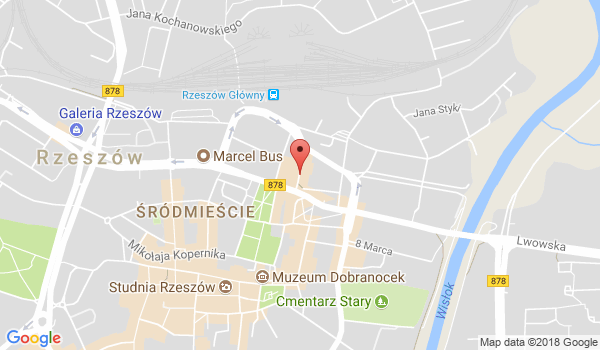 Jana Kochanowskiego
878
Rzeszów Główny
Galeria Rzeszów
Jana Styki
Rzeszów
Marcel Bus
878
ŚRÓDMIEŚCIE
8 Marca
Lwowska
Mikołaja Kopernika
Muzeum Dobranocek
878
Studnia Rzeszów
Cmentarz Stary
Wisłok
Google
Map data ©2018 Google